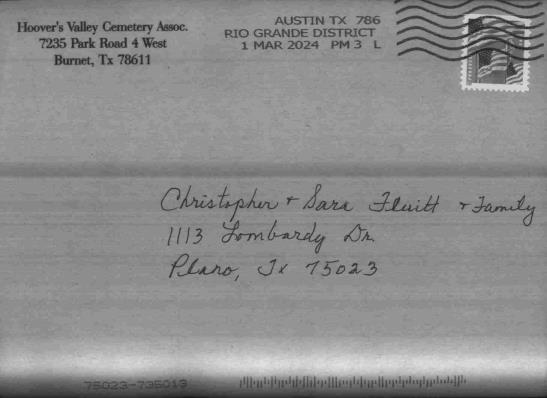 Hoover's Valley Cemetery Assoc.
7235 Park Road 4 West
Burnet, Tx 78611
AUSTIN TX 786
RIO GRANDE DISTRICT
1 MAR 2024 PM 3 L
Christopher + Sara Fluitt + Family
1113 Lombardy Dr.
Plano, Tx 75023
75023-735013